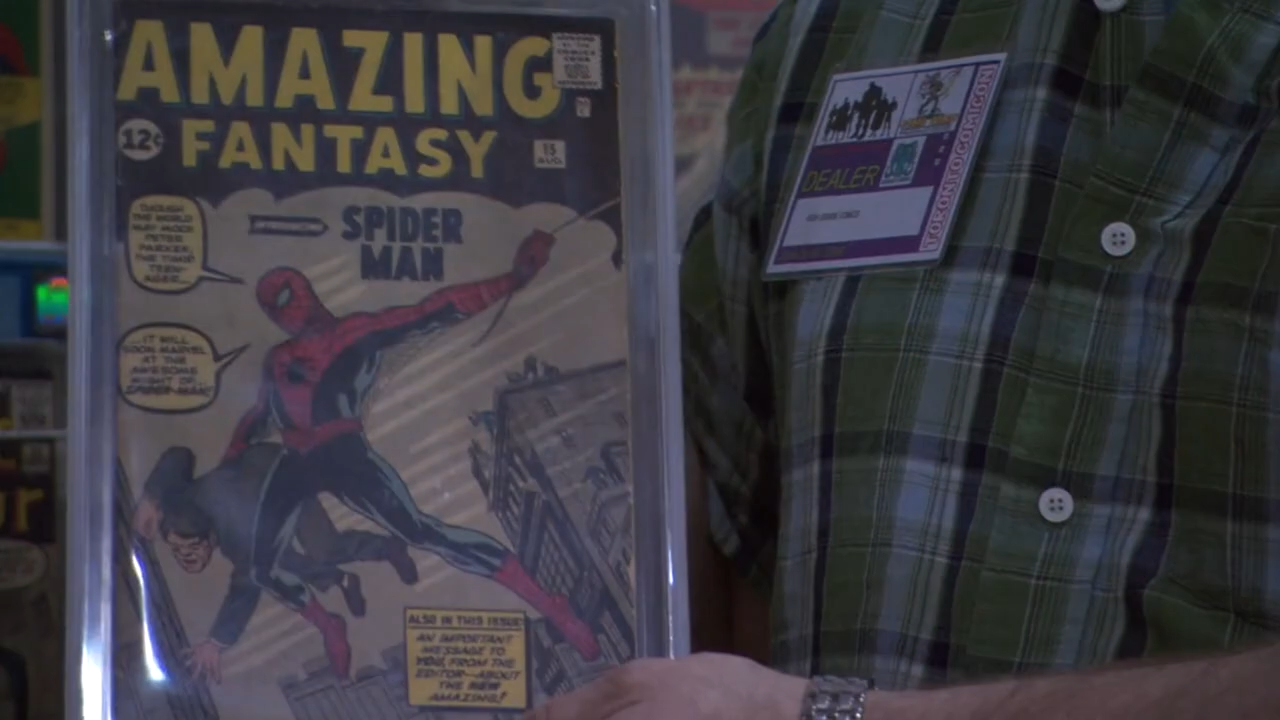 AMAZING
FANTASY
12¢
15
AUG.
SPIDER
MAN
THOUGH
THE WORLD
MAY MOCK
PETER
PARKER,
THE TIMID
TEEN-
AGER...
...IT WILL
SOON MARVEL
AT THE
AWESOME
MIGHT OF...
SPIDER-MAN!
ALSO IN THIS ISSUE:
AN IMPORTANT
MESSAGE TO
YOU, FROM THE
EDITOR--ABOUT
THE NEW
AMAZING!
DEALER
TORONTO COMICON